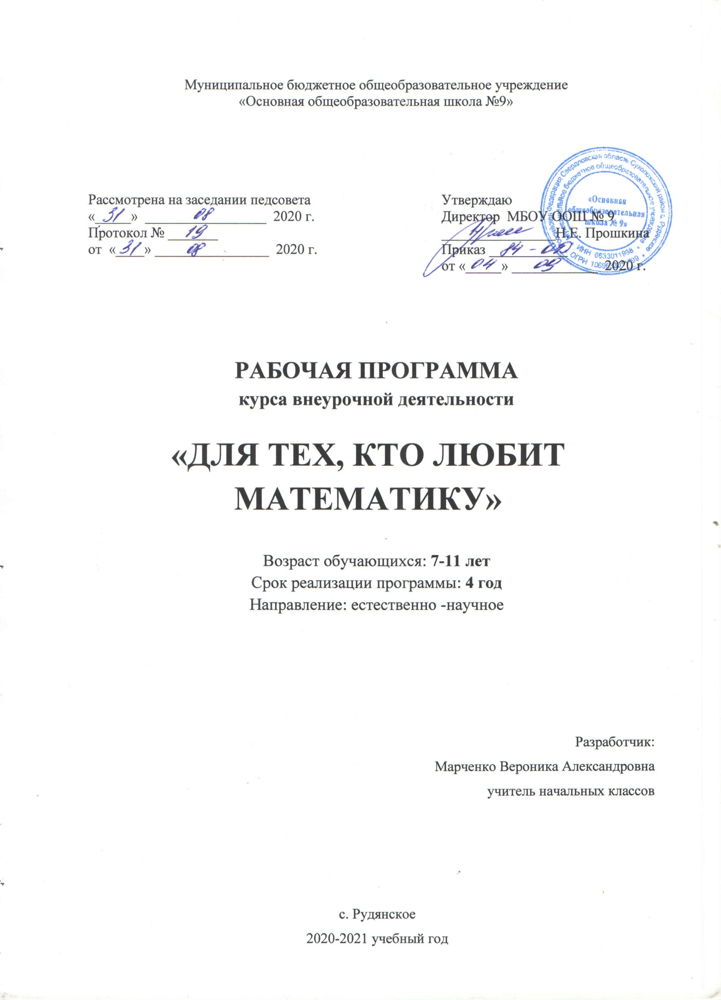 Муниципальное бюджетное общеобразовательное учреждение
«Основная общеобразовательная школа №9»
Рассмотрена на заседании педсовета
«31» 08 2020 г.
Протокол № 19
от «31» 08 2020 г.
Утверждаю
Директор МБОУ ООШ № 9
Н.Е. Прошкина
Приказ 84 -
от «04» 09 2020 г.
Российская Федерация Свердловская область Сухоложский район с. Рудянское
Муниципальное бюджетное общеобразовательное учреждение
«Основная
общеобразовательная
школа № 9»
ИНН 6633011938
ОГРН
РАБОЧАЯ ПРОГРАММА
курса внеурочной деятельности
«ДЛЯ ТЕХ, КТО ЛЮБИТ
МАТЕМАТИКУ»
Возраст обучающихся: 7-11 лет
Срок реализации программы: 4 год
Направление: естественно -научное
Разработчик:
Марченко Вероника Александровна
учитель начальных классов
с. Рудянское
2020-2021 учебный год